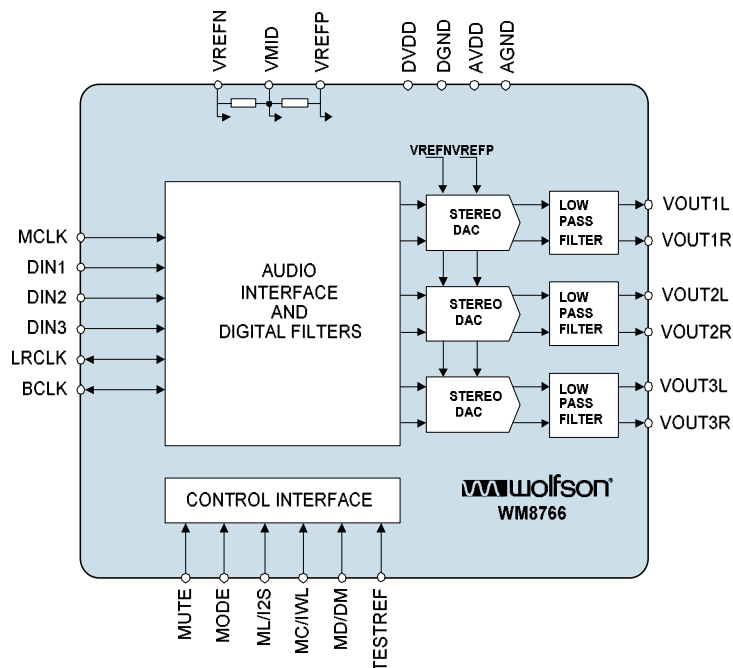 VREFN
VMID
VREFP
DVDD
DGND
AVDD
AGND
VREFNVREFP
MCLK
DIN1
DIN2
DIN3
LRCLK
BCLK
AUDIO
INTERFACE
AND
DIGITAL FILTERS
STEREO
DAC
LOW
PASS
FILTER
VOUT1L
VOUT1R
STEREO
DAC
LOW
PASS
FILTER
VOUT2L
VOUT2R
STEREO
DAC
LOW
PASS
FILTER
VOUT3L
VOUT3R
CONTROL INTERFACE
wolfson®
WM8766
MUTE
MODE
ML/I2S
MC/IWL
MD/DM
TESTREF